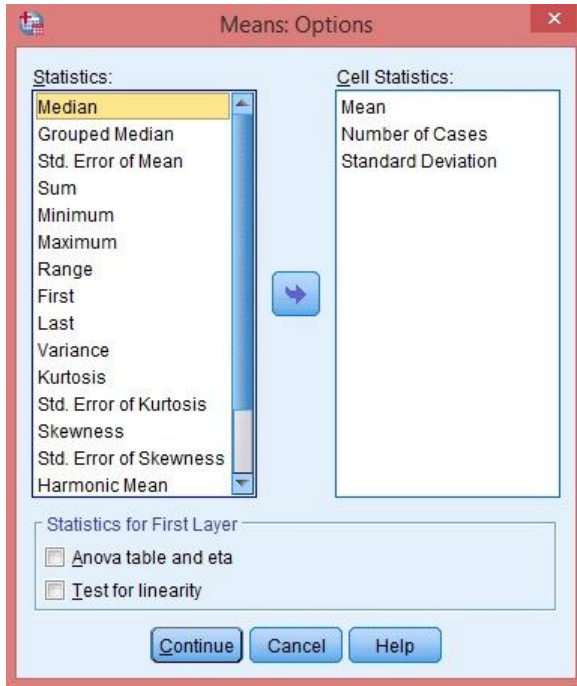 Means: Options
Statistics:
Median
Grouped Median
Std. Error of Mean
Sum
Minimum
Maximum
Range
First
Last
Variance
Kurtosis
Std. Error of Kurtosis
Skewness
Std. Error of Skewness
Harmonic Mean
Cell Statistics:
Mean
Number of Cases
Standard Deviation
Statistics for First Layer
Anova table and eta
Test for linearity
Continue
Cancel
Help